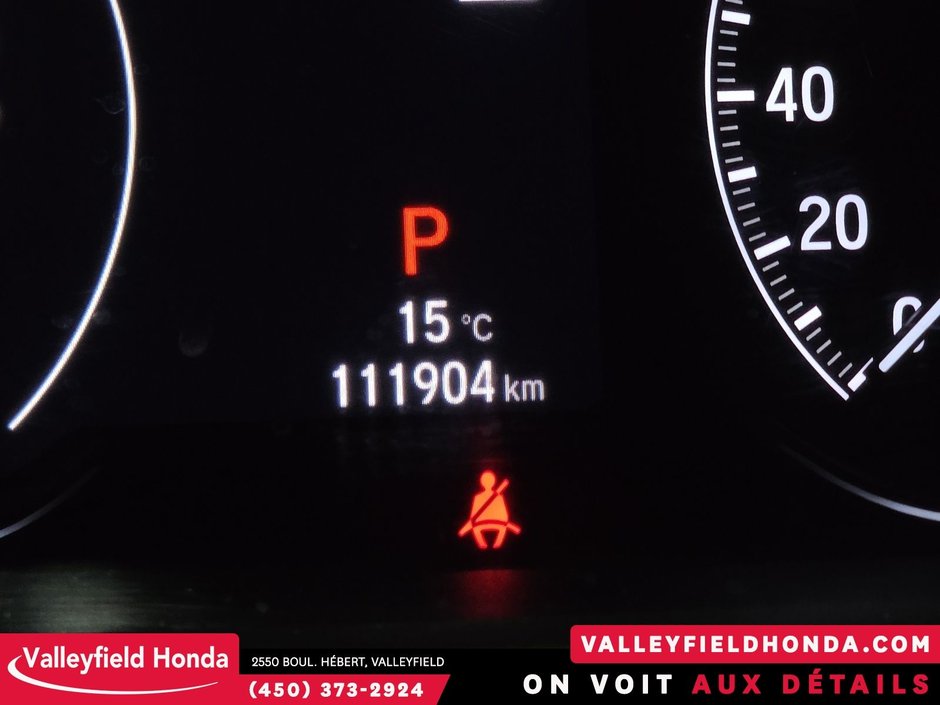 40
20
0
P
15 °C
111904 km
Valleyfield Honda
2550 BOUL. HÉBERT, VALLEYFIELD
(450) 373-2924
VALLEYFIELDHONDA.COM
ON VOIT AUX DÉTAILS